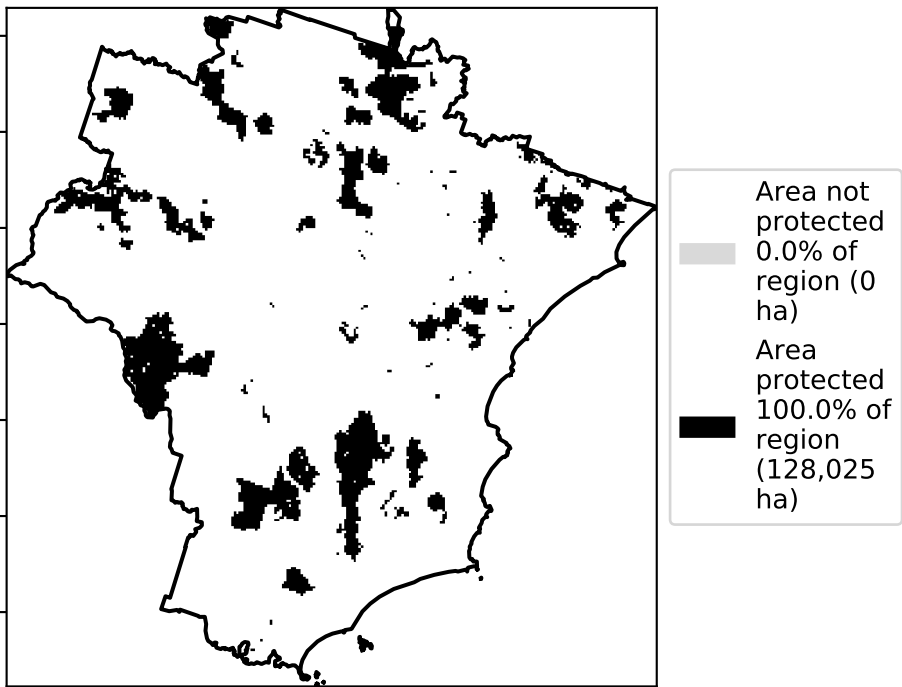 Area not
protected
0.0% of
region (0
ha)
Area
protected
100.0% of
region
(128,025
ha)